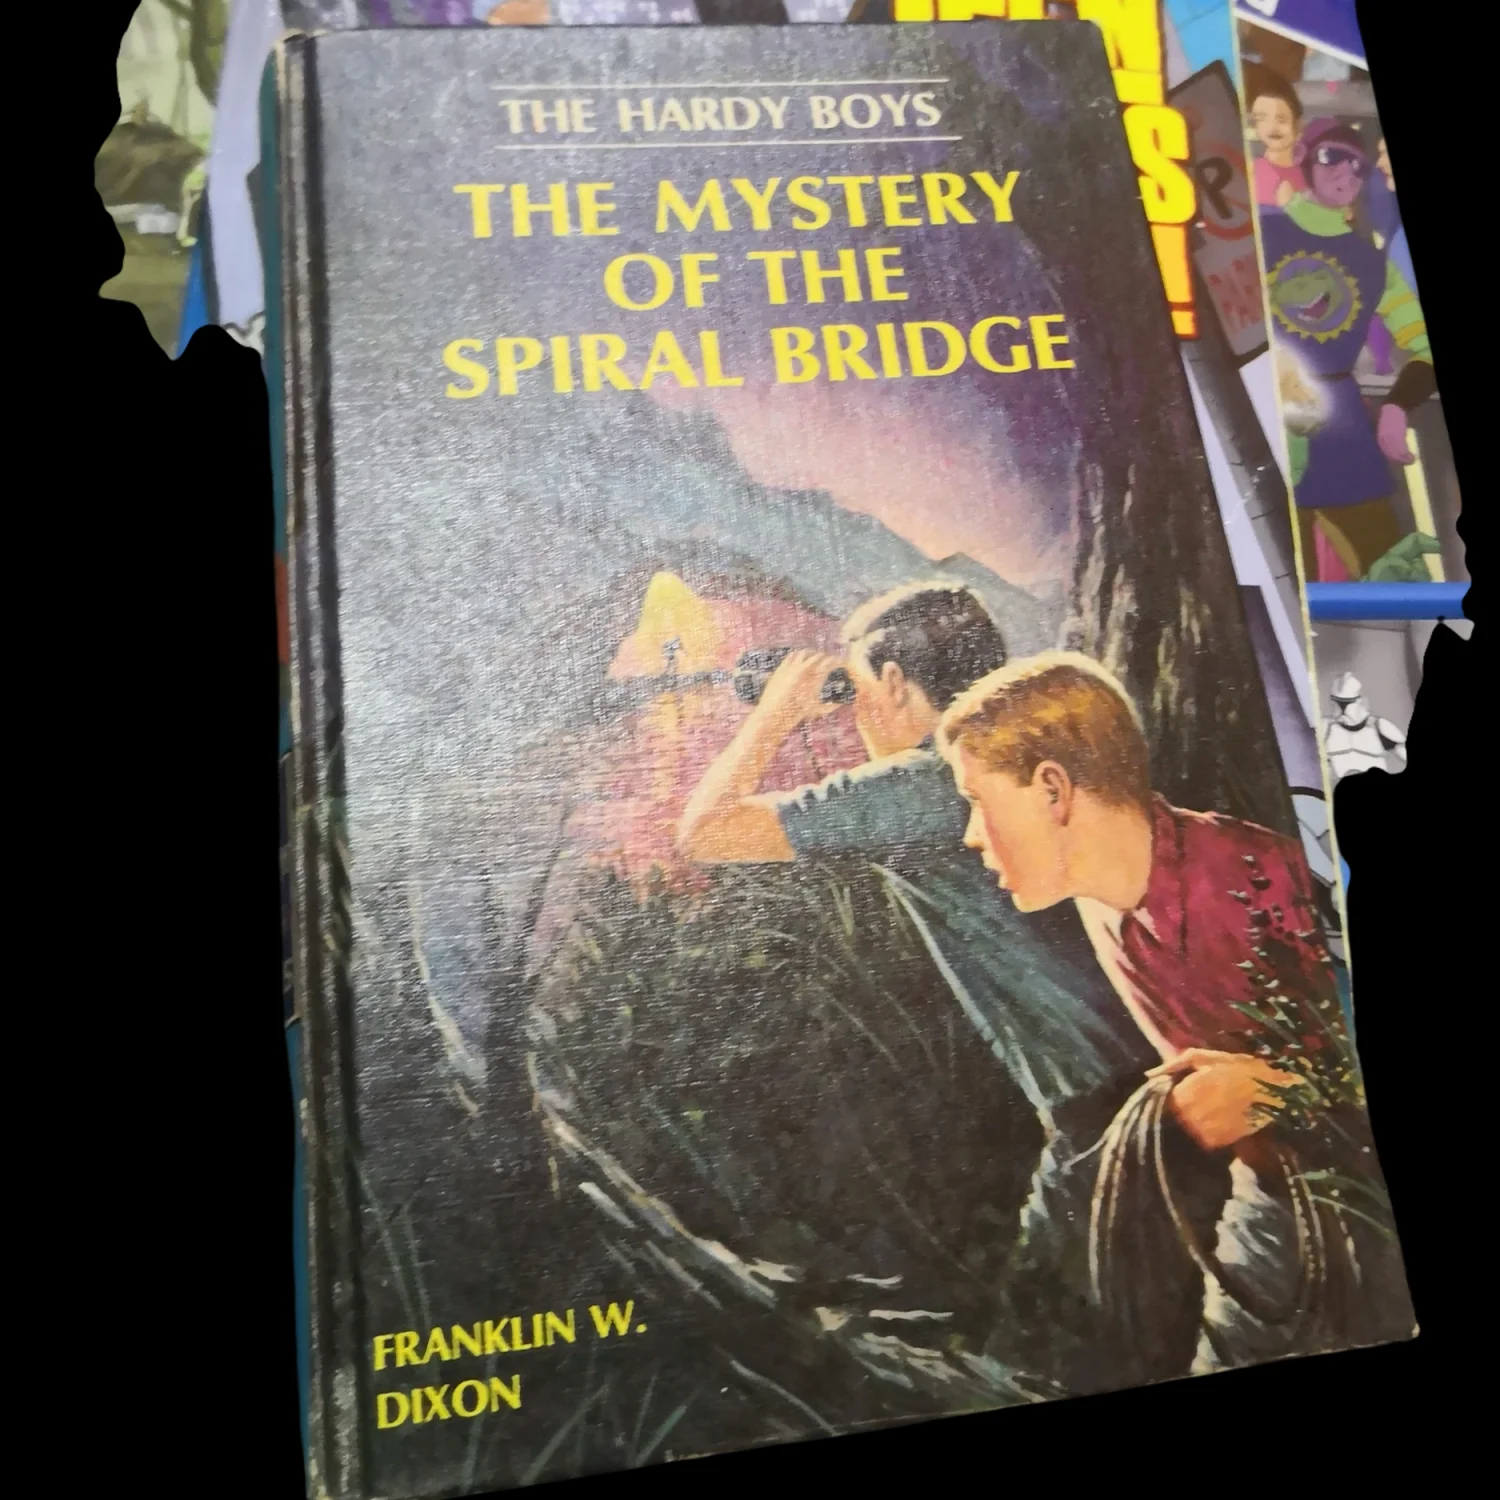 THE HARDY BOYS
THE MYSTERY
OF THE
SPIRAL BRIDGE
FRANKLIN W.
DIXON